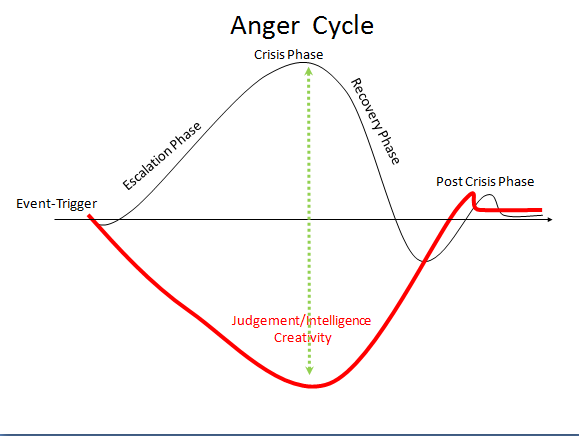 Anger Cycle
Crisis Phase
Escalation Phase
Recovery Phase
Event-Trigger
Post Crisis Phase
Judgement/Intelligence
Creativity